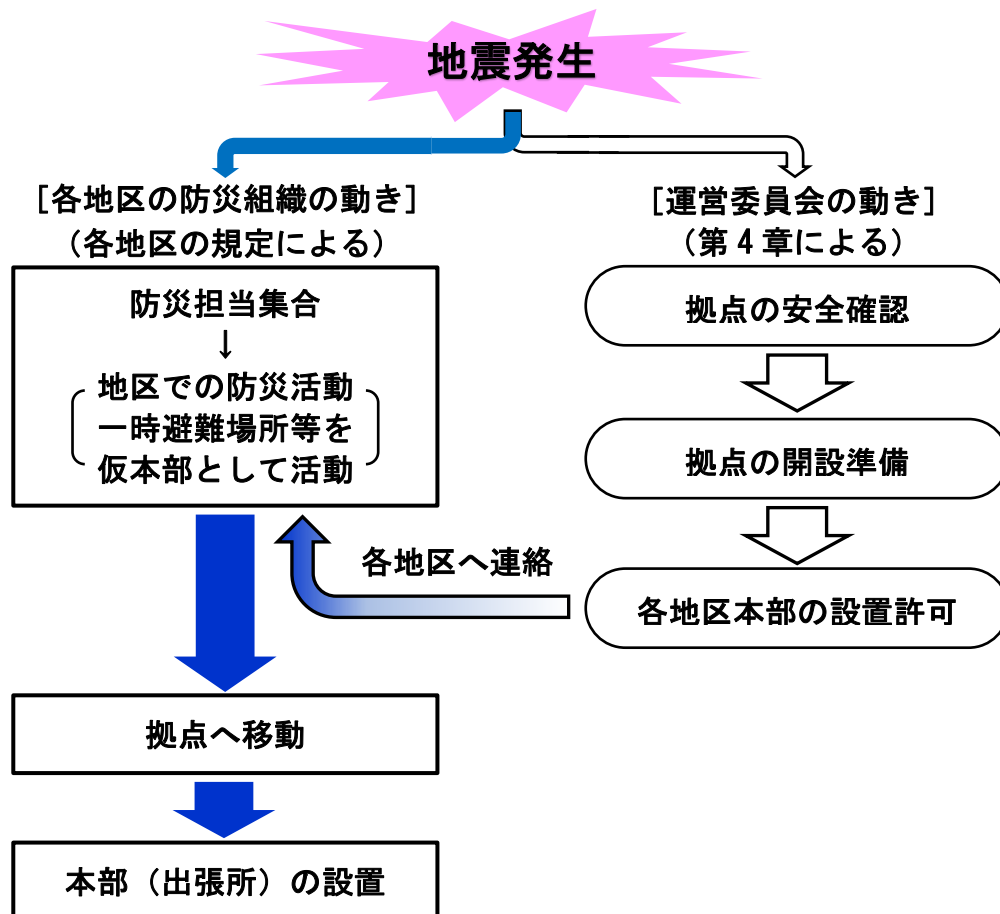 地震発生
[各地区の防災組織の動き]
(各地区の規定による)
防災担当集合
↓
地区での防災活動
一時避難場所等を
仮本部として活動
[運営委員会の動き]
(第4章による)
拠点の安全確認
拠点の開設準備
各地区本部の設置許可
各地区へ連絡
拠点へ移動
本部(出張所)の設置